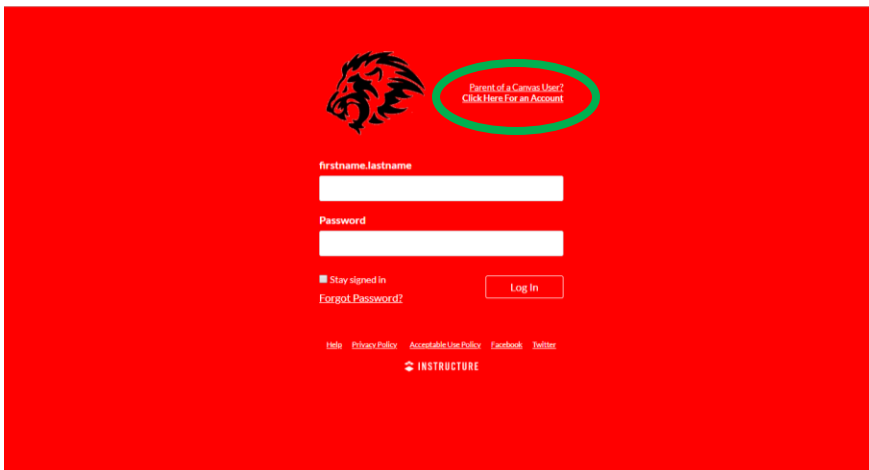 Parent of a Canvas User?
Click Here For an Account
firstname.lastname
Password
Stay signed in
Log In
Forgot Password?
Help Privacy Policy Acceptable Use Policy Facebook Twitter
INSTRUCTURE